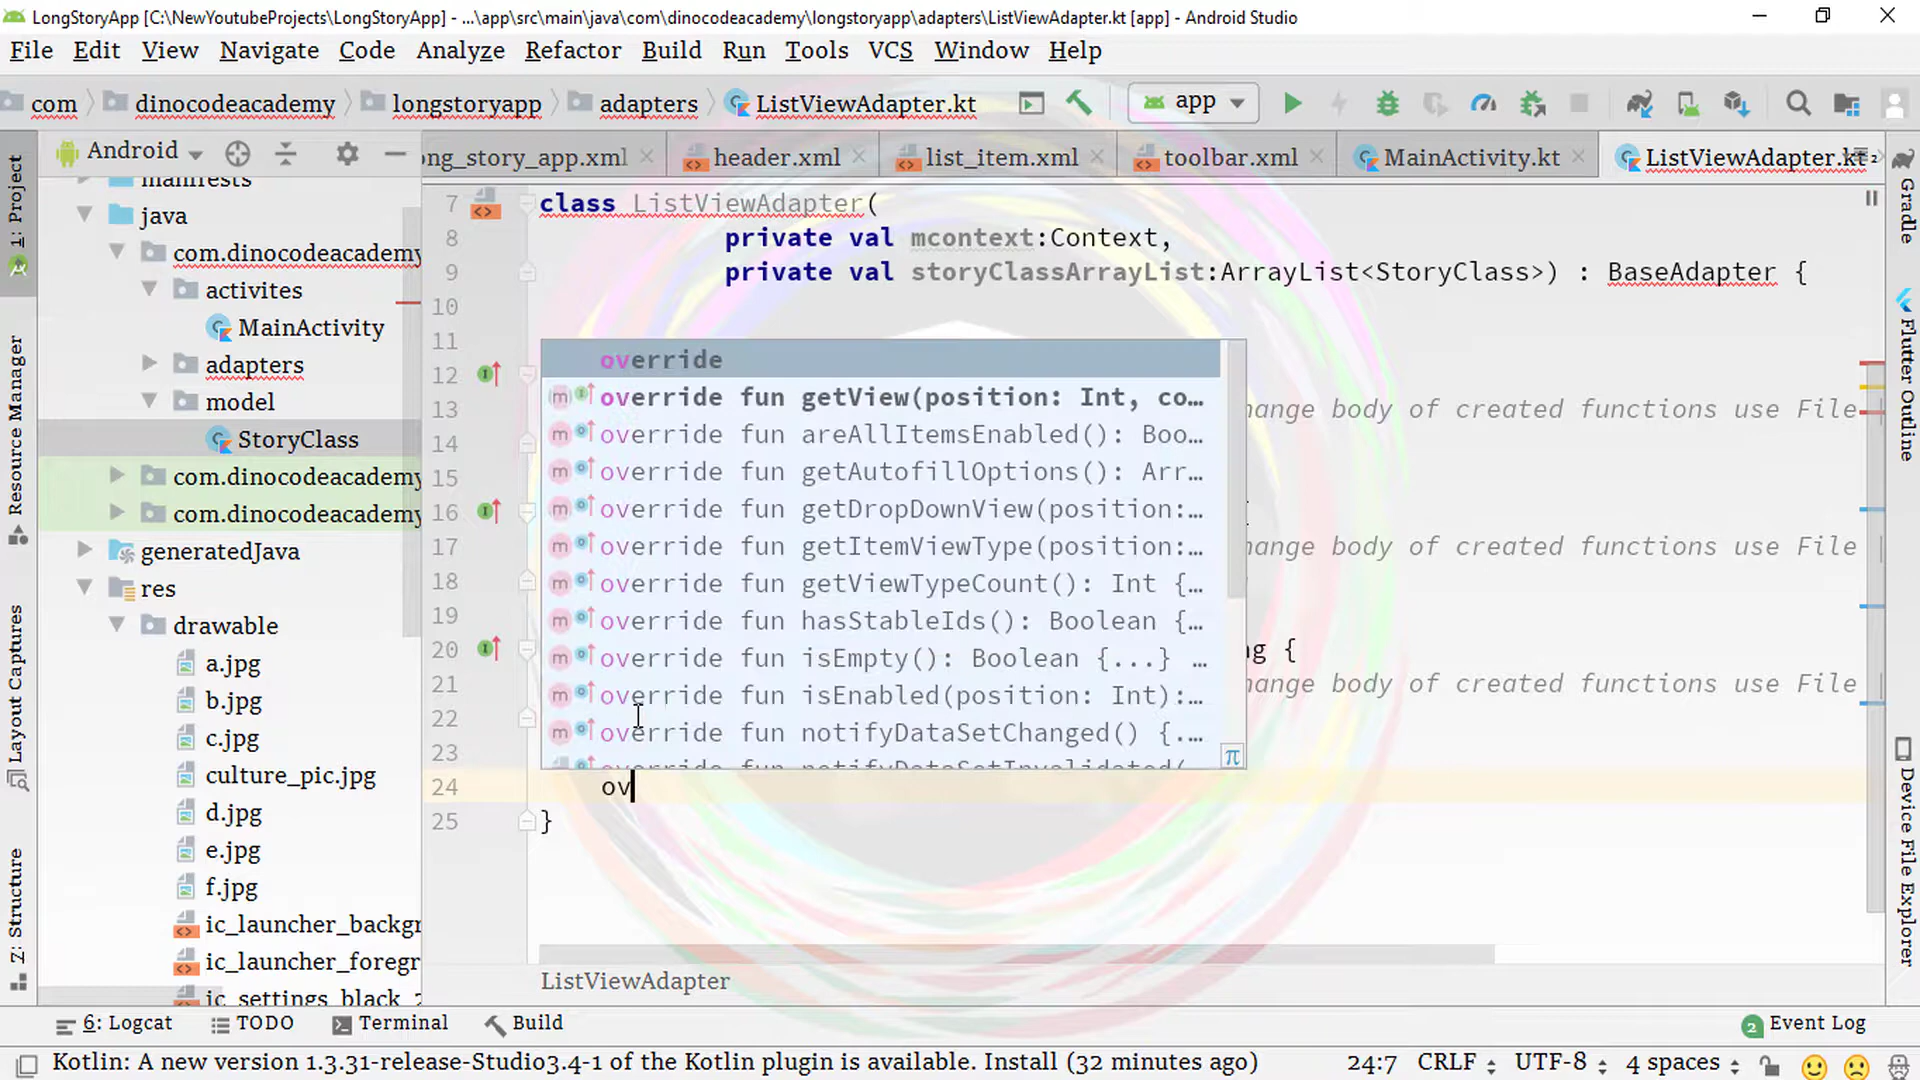 LongStoryApp [C:\NewYoutubeProjects\LongStoryApp] - ...\app\src\main\java\com\dinocodeacademy\longstoryapp\adapters\ListViewAdapter.kt [app] - Android Studio
File Edit View Navigate Code Analyze Refactor Build Run Tools VCS Window Help
com dinocodeacademy longstoryapp adapters ListViewAdapter.kt app
Android
ong_story_app.xml header.xml list_item.xml toolbar.xml MainActivity.kt ListViewAdapter.kt
1: Project
Resource Manager
Layout Captures
Z: Structure
manifests
java
com.dinocodeacademy
activites
MainActivity
adapters
model
StoryClass
com.dinocodeacademy
com.dinocodeacademy
generatedJava
res
drawable
a.jpg
b.jpg
c.jpg
culture_pic.jpg
d.jpg
e.jpg
f.jpg
ic_launcher_backgr
ic_launcher_foregr
ic_settings_black_2
7 class ListViewAdapter(
8 private val mcontext:Context,
9 private val storyClassArrayList:ArrayList<StoryClass>) : BaseAdapter {
10
11
12
13 hange body of created functions use File |
14
15
16
17 hange body of created functions use File |
18
19
20 ng {
21 hange body of created functions use File |
22
23
24 ov
25 }
override
override fun getView(position: Int, co...
override fun areAllItemsEnabled(): Boo...
override fun getAutofillOptions(): Arr...
override fun getDropDownView(position:...
override fun getItemViewType(position:...
override fun getViewTypeCount(): Int {...
override fun hasStableIds(): Boolean {...
override fun isEmpty(): Boolean {...} ...
override fun isEnabled(position: Int):...
override fun notifyDataSetChanged() {...
override fun notifyDataSetInvalidated(
π
ListViewAdapter
Gradle
Flutter Outline
Device File Explorer
6: Logcat TODO Terminal Build
2 Event Log
Kotlin: A new version 1.3.31-release-Studio3.4-1 of the Kotlin plugin is available. Install (32 minutes ago) 24:7 CRLF UTF-8 4 spaces